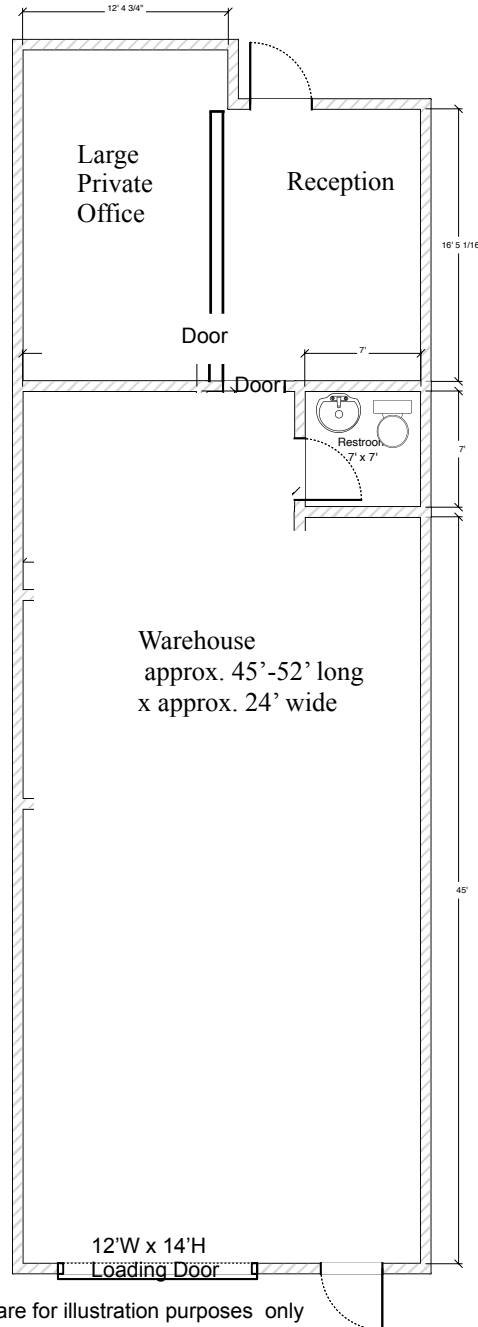 12' 4 3/4"
Large
Private
Office
Reception
16' 5 1/16
Door
7'
Door
Restroom
7' x 7'
7'
Warehouse
approx. 45’-52’ long
x approx. 24’ wide
45'
12’W x 14’H
Loading Door
are for illustration purposes only